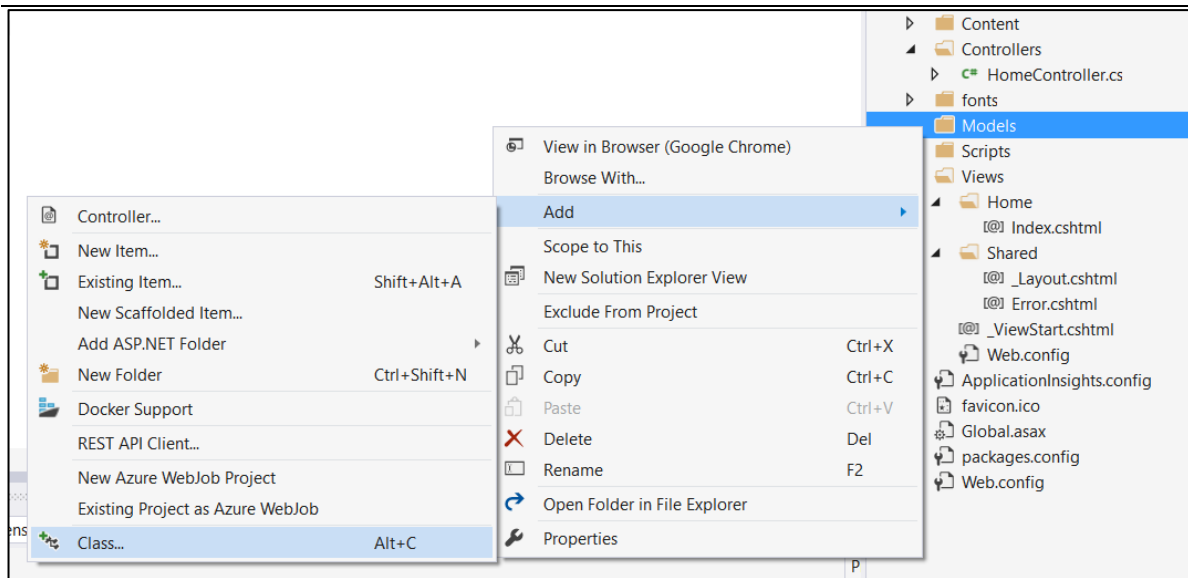 Content
Controllers
C# HomeController.cs
fonts
Models
Scripts
Views
Home
[@] Index.cshtml
Shared
[@] _Layout.cshtml
[@] Error.cshtml
[@] _ViewStart.cshtml
Web.config
ApplicationInsights.config
favicon.ico
Global.asax
packages.config
Web.config
View in Browser (Google Chrome)
Browse With...
Add
Scope to This
New Solution Explorer View
Exclude From Project
Cut Ctrl+X
Copy Ctrl+C
Paste Ctrl+V
Delete Del
Rename F2
Open Folder in File Explorer
Properties
Controller...
New Item...
Existing Item... Shift+Alt+A
New Scaffolded Item...
Add ASP.NET Folder
New Folder Ctrl+Shift+N
Docker Support
REST API Client...
New Azure WebJob Project
Existing Project as Azure WebJob
Class... Alt+C
ens
P